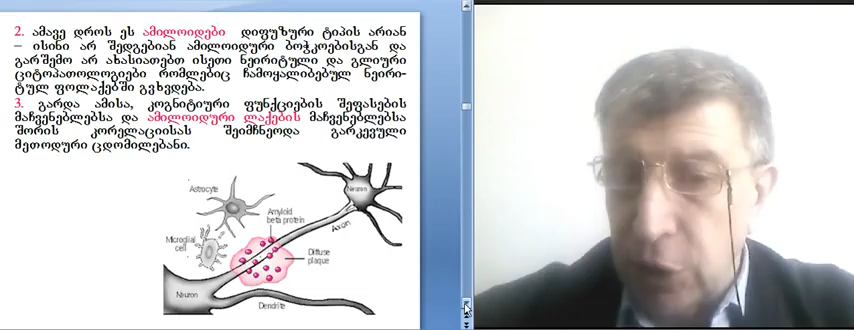 2. ამავე დროს ეს ამილოიდები დიფუზური ტიპის არიან
– ისინი არ შედგებიან ამილოიდური ბოჭკოებისგან და
გარშემო არ ახასიათებთ ისეთი ნეირიტული და გლიური
ციტოპათოლოგიები რომლებიც ჩამოყალიბებულ ნეირი-
ტულ ფოლაქებში გვხვდება.
3. გარდა ამისა, კოგნიტიური ფუნქციების შეფასების
მაჩვენებლებსა და ამილოიდური ლაქების მაჩვენებლებსა
შორის კორელაციისას შეიმჩნეოდა გარკვეული
მეთოდური ცდომილებანი.
Astrocyte
Neuron
Amyloid
beta protein
Axon
Microglial
cell
Diffuse
plaque
Neuron
Dendrite